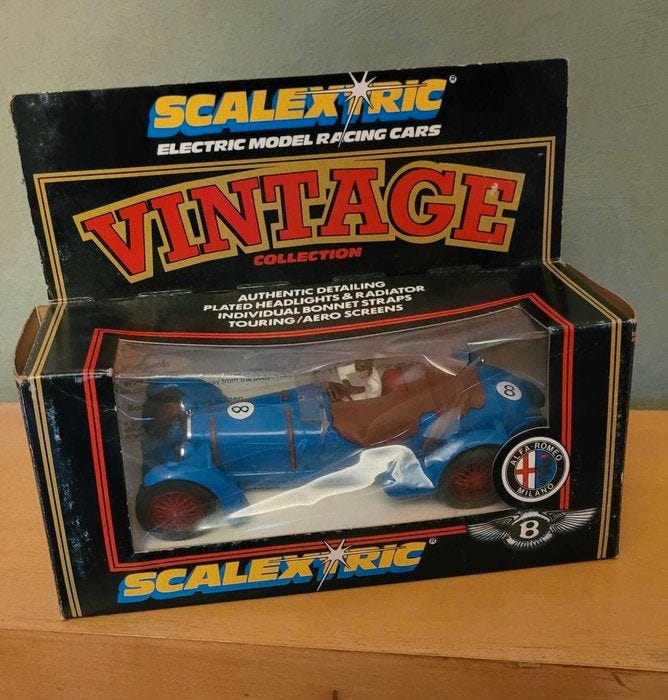 SCALEXTRIC®
ELECTRIC MODEL RACING CARS
VINTAGE
COLLECTION
AUTHENTIC DETAILING
PLATED HEADLIGHTS & RADIATOR
INDIVIDUAL BONNET STRAPS
TOURING/AERO SCREENS
8
8
ALFA ROMEO
MILANO
B
SCALEXTRIC®